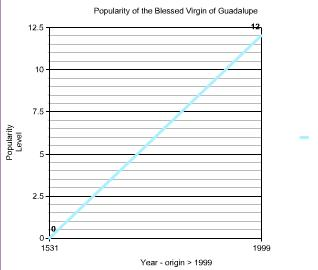 Popularity of the Blessed Virgin of Guadalupe
12
12.5
10
7.5
5
2.5
0
0
Popularity
Level
1531
1999
Year - origin > 1999